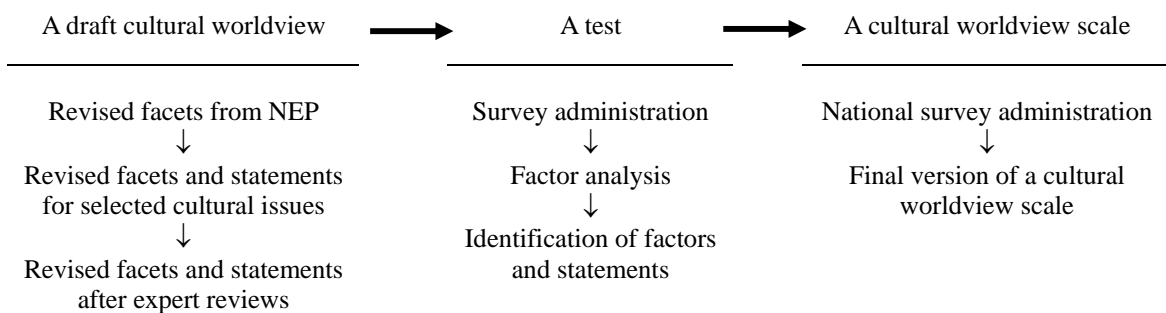 A draft cultural worldview
A test
A cultural worldview scale
Revised facets from NEP
↓
Revised facets and statements
for selected cultural issues
↓
Revised facets and statements
after expert reviews
Survey administration
↓
Factor analysis
↓
Identification of factors
and statements
National survey administration
↓
Final version of a cultural
worldview scale